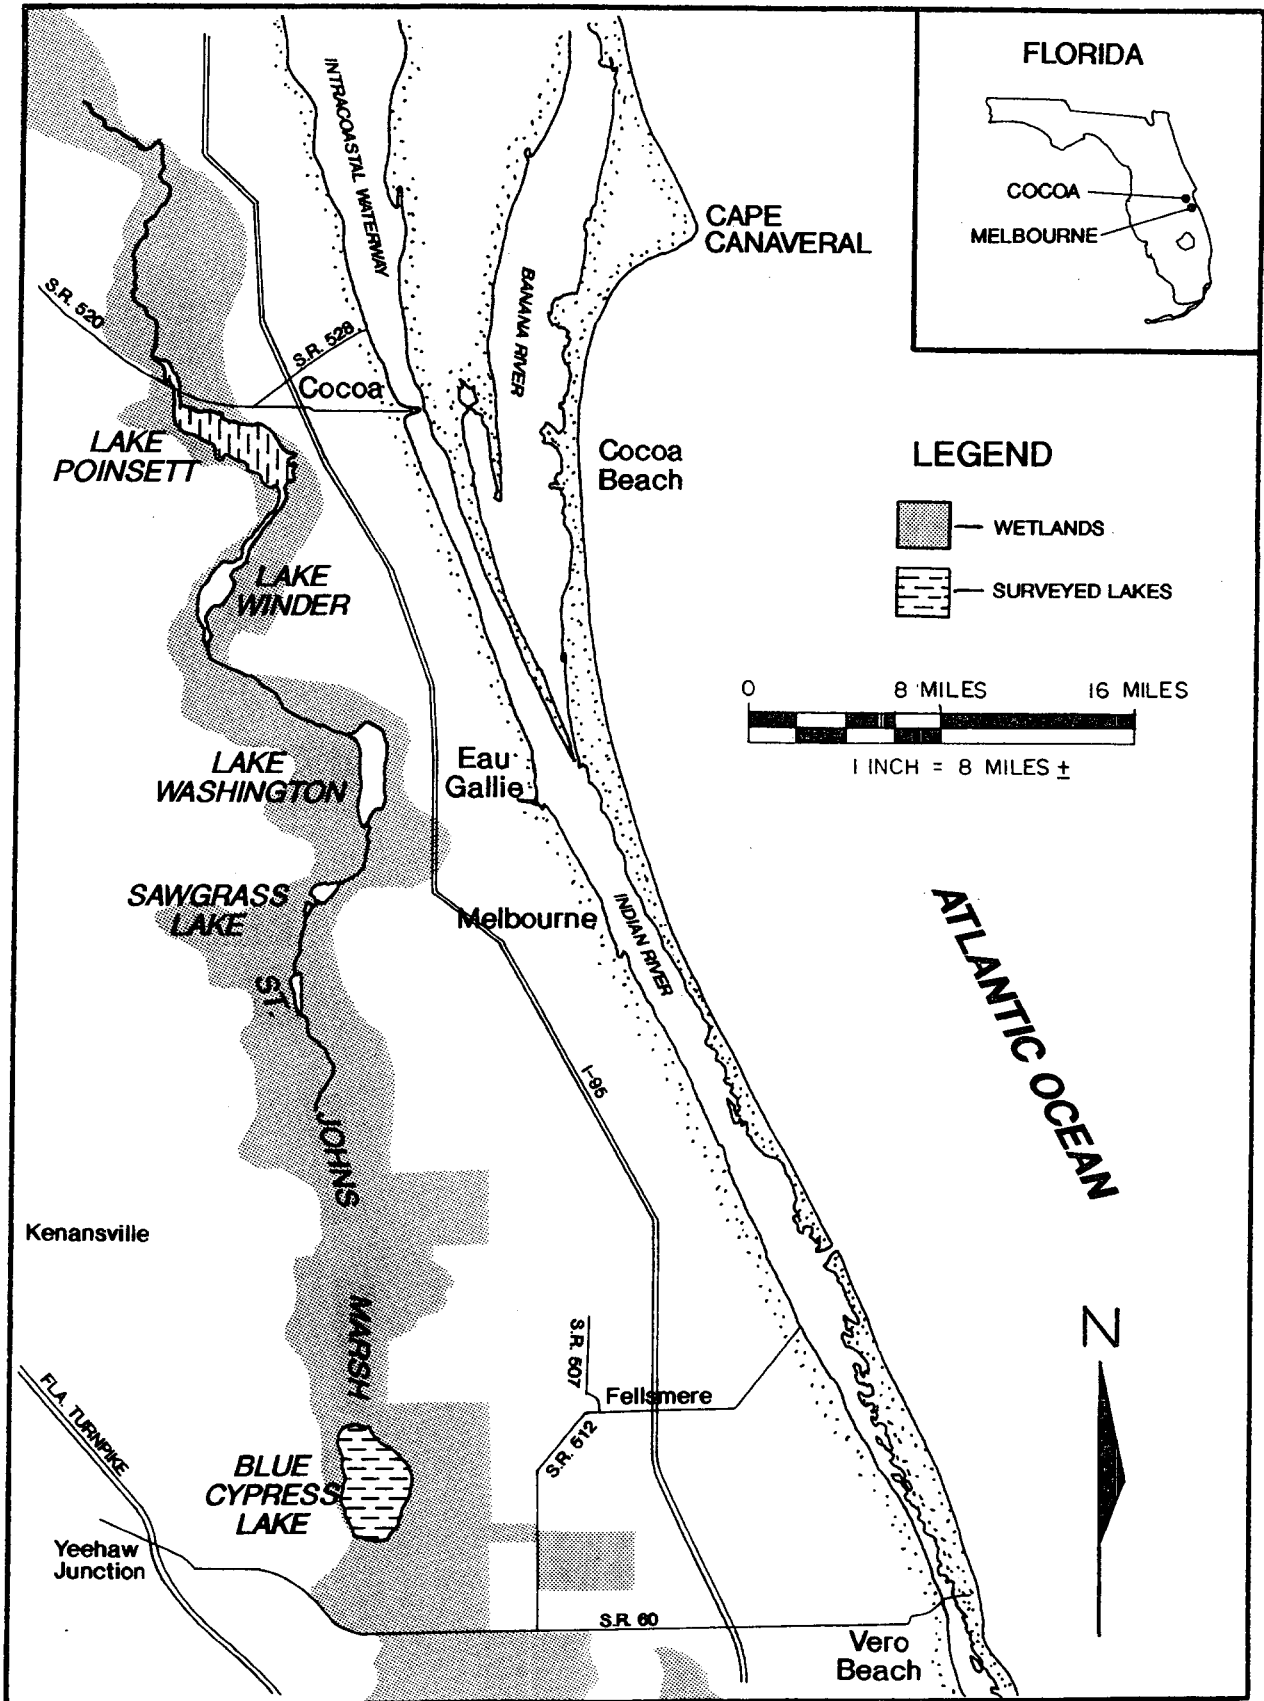 FLORIDA
COCOA
MELBOURNE
INTRACOASTAL WATERWAY
CAPE
CANAVERAL
BANANA RIVER
S.R. 520
S.R. 528
Cocoa
LAKE
POINSETT
Cocoa
Beach
LEGEND
WETLANDS
SURVEYED LAKES
LAKE
WINDER
0 8 MILES 16 MILES
1 INCH = 8 MILES ±
LAKE
WASHINGTON
Eau
Gallie
SAWGRASS
LAKE
Melbourne
INDIAN RIVER
ATLANTIC OCEAN
ST.
JOHNS
MARSH
I-95
Kenansville
N
S.R. 507
Fellsmere
S.R. 512
FLA. TURNPIKE
BLUE
CYPRESS
LAKE
Yeehaw
Junction
S.R. 60
Vero
Beach